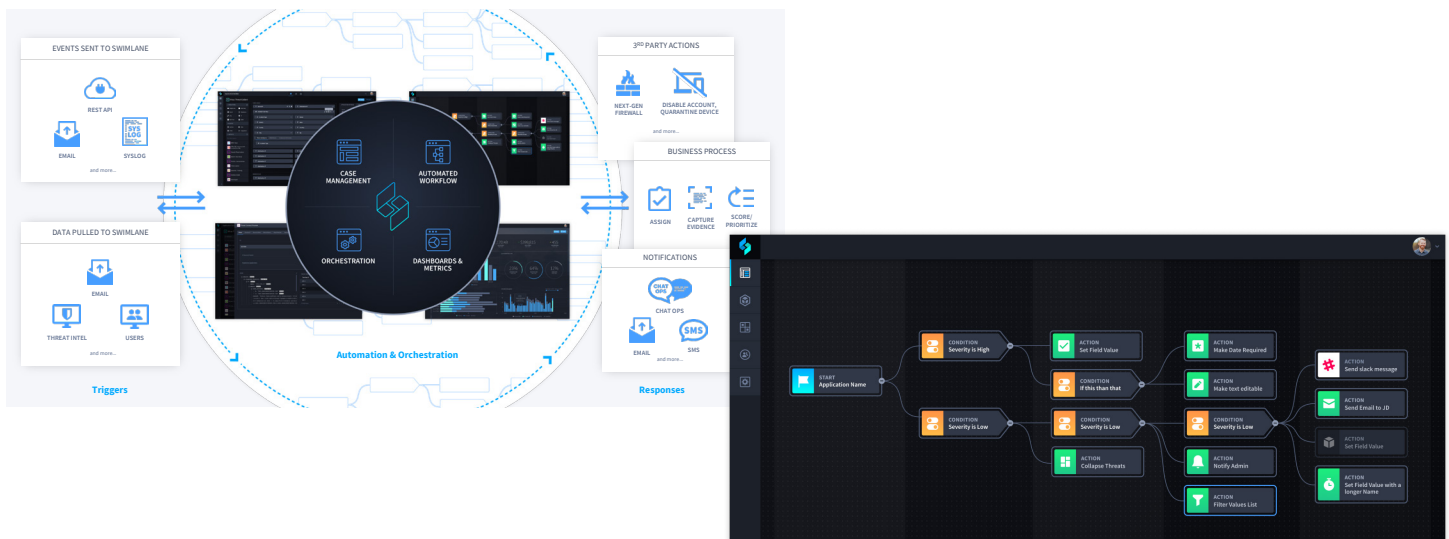 EVENTS SENT TO SWIMLANE
REST API
EMAIL
SYS
LOG
SYSLOG
and more...
DATA PULLED TO SWIMLANE
EMAIL
THREAT INTEL
USERS
and more...
Triggers
CASE
MANAGEMENT
AUTOMATED
WORKFLOW
ORCHESTRATION
DASHBOARDS &
METRICS
Automation & Orchestration
3RD PARTY ACTIONS
NEXT-GEN
FIREWALL
DISABLE ACCOUNT,
QUARANTINE DEVICE
and more...
BUSINESS PROCESS
ASSIGN
CAPTURE
EVIDENCE
SCORE/
PRIORITIZE
NOTIFICATIONS
CHAT
OPS
CHAT OPS
EMAIL
SMS
SMS
and more...
Responses
START
Application Name
CONDITION
Severity is High
CONDITION
Severity is Low
ACTION
Set Field Value
CONDITION
If this than that
CONDITION
Severity is Low
ACTION
Collapse Threats
ACTION
Make Date Required
ACTION
Make text editable
CONDITION
Severity is Low
ACTION
Notify Admin
ACTION
Filter Values List
ACTION
Send slack message
ACTION
Send Email to JD
ACTION
Set Field Value
ACTION
Set Field Value with a
longer Name